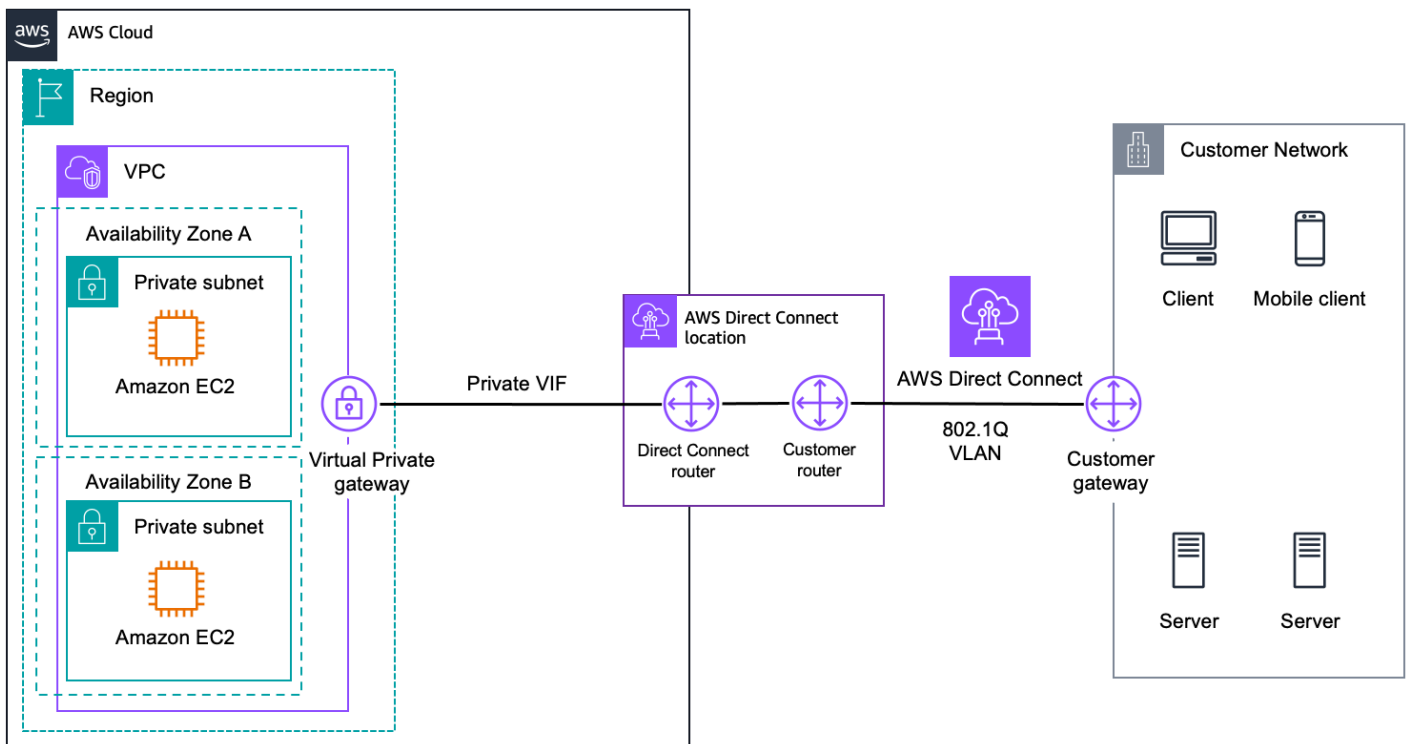 aws
AWS Cloud
Region
VPC
Availability Zone A
Private subnet
Amazon EC2
Virtual Private
gateway
Availability Zone B
Private subnet
Amazon EC2
Private VIF
AWS Direct Connect
location
Direct Connect
router
Customer
router
AWS Direct Connect
802.1Q
VLAN
Customer
gateway
Customer Network
Client
Mobile client
Server
Server